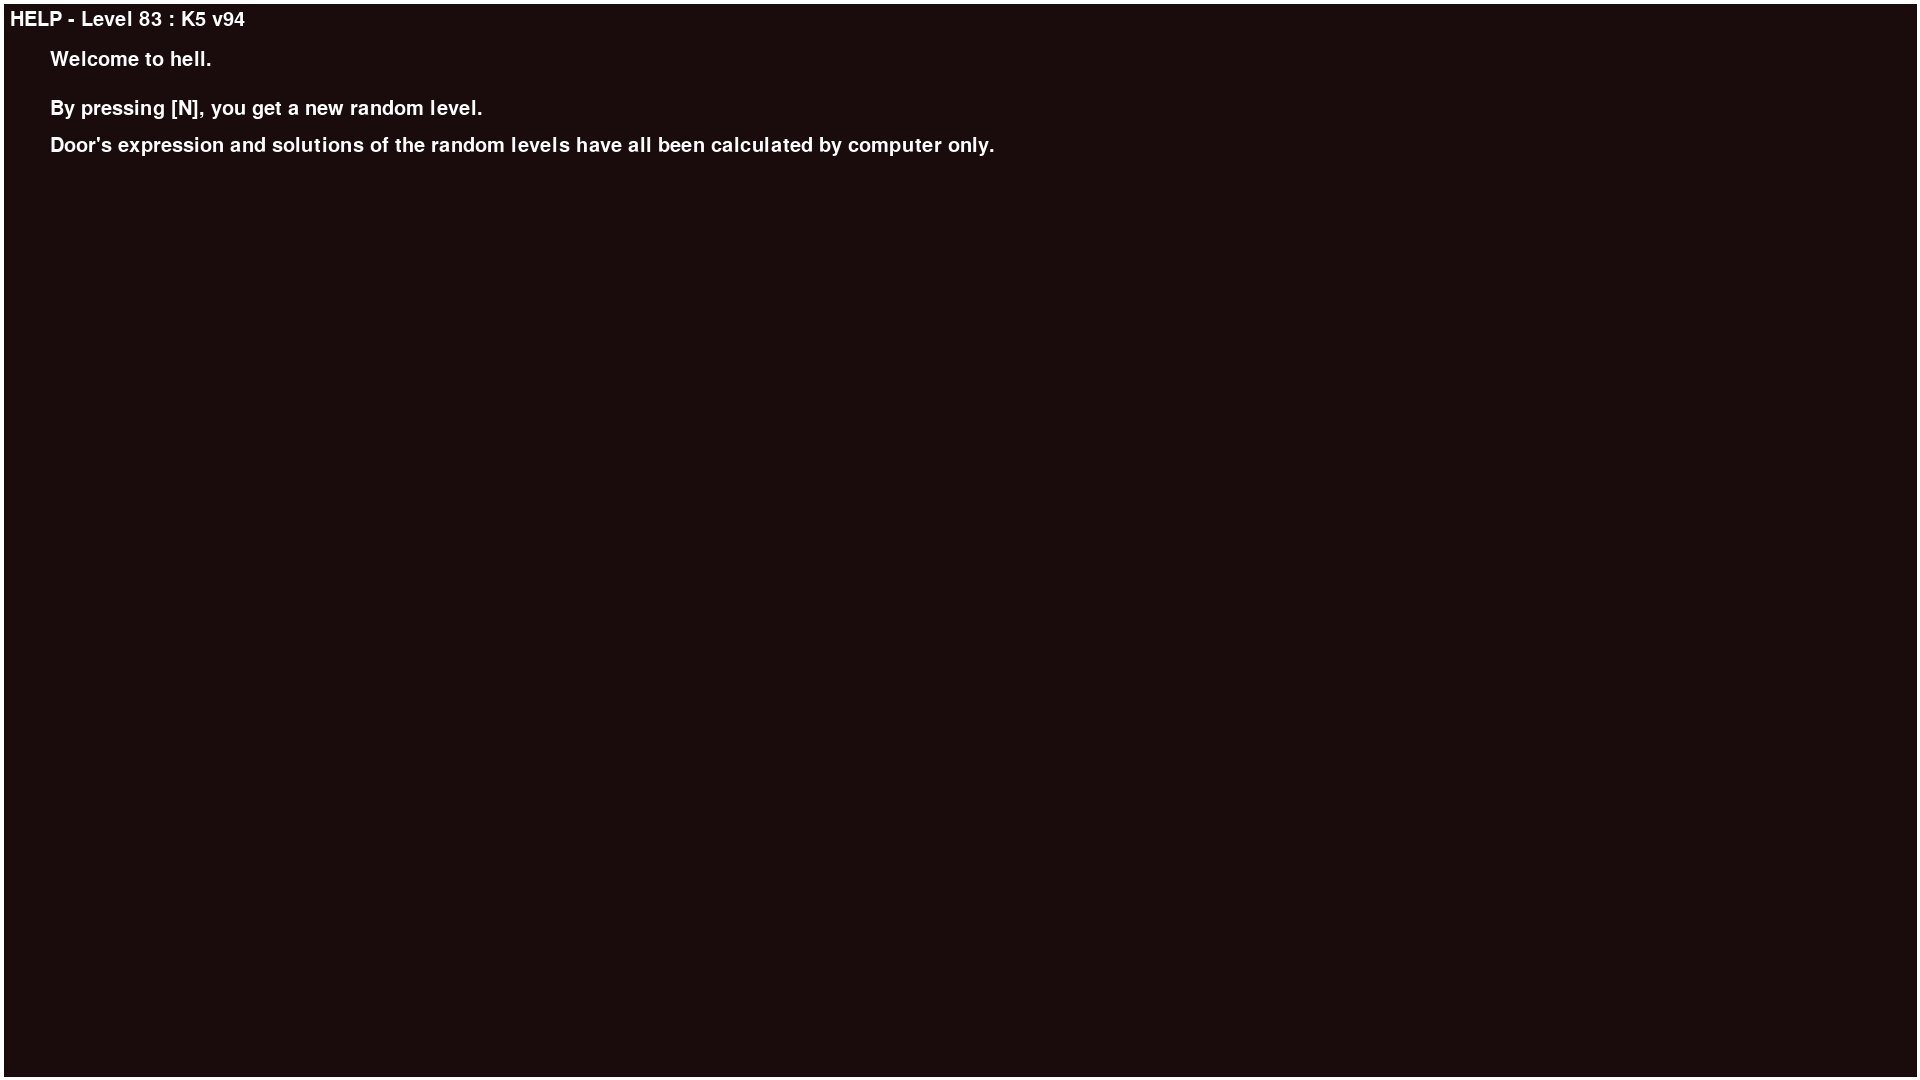 HELP - Level 83 : K5 v94
Welcome to hell.
By pressing [N], you get a new random level.
Door's expression and solutions of the random levels have all been calculated by computer only.